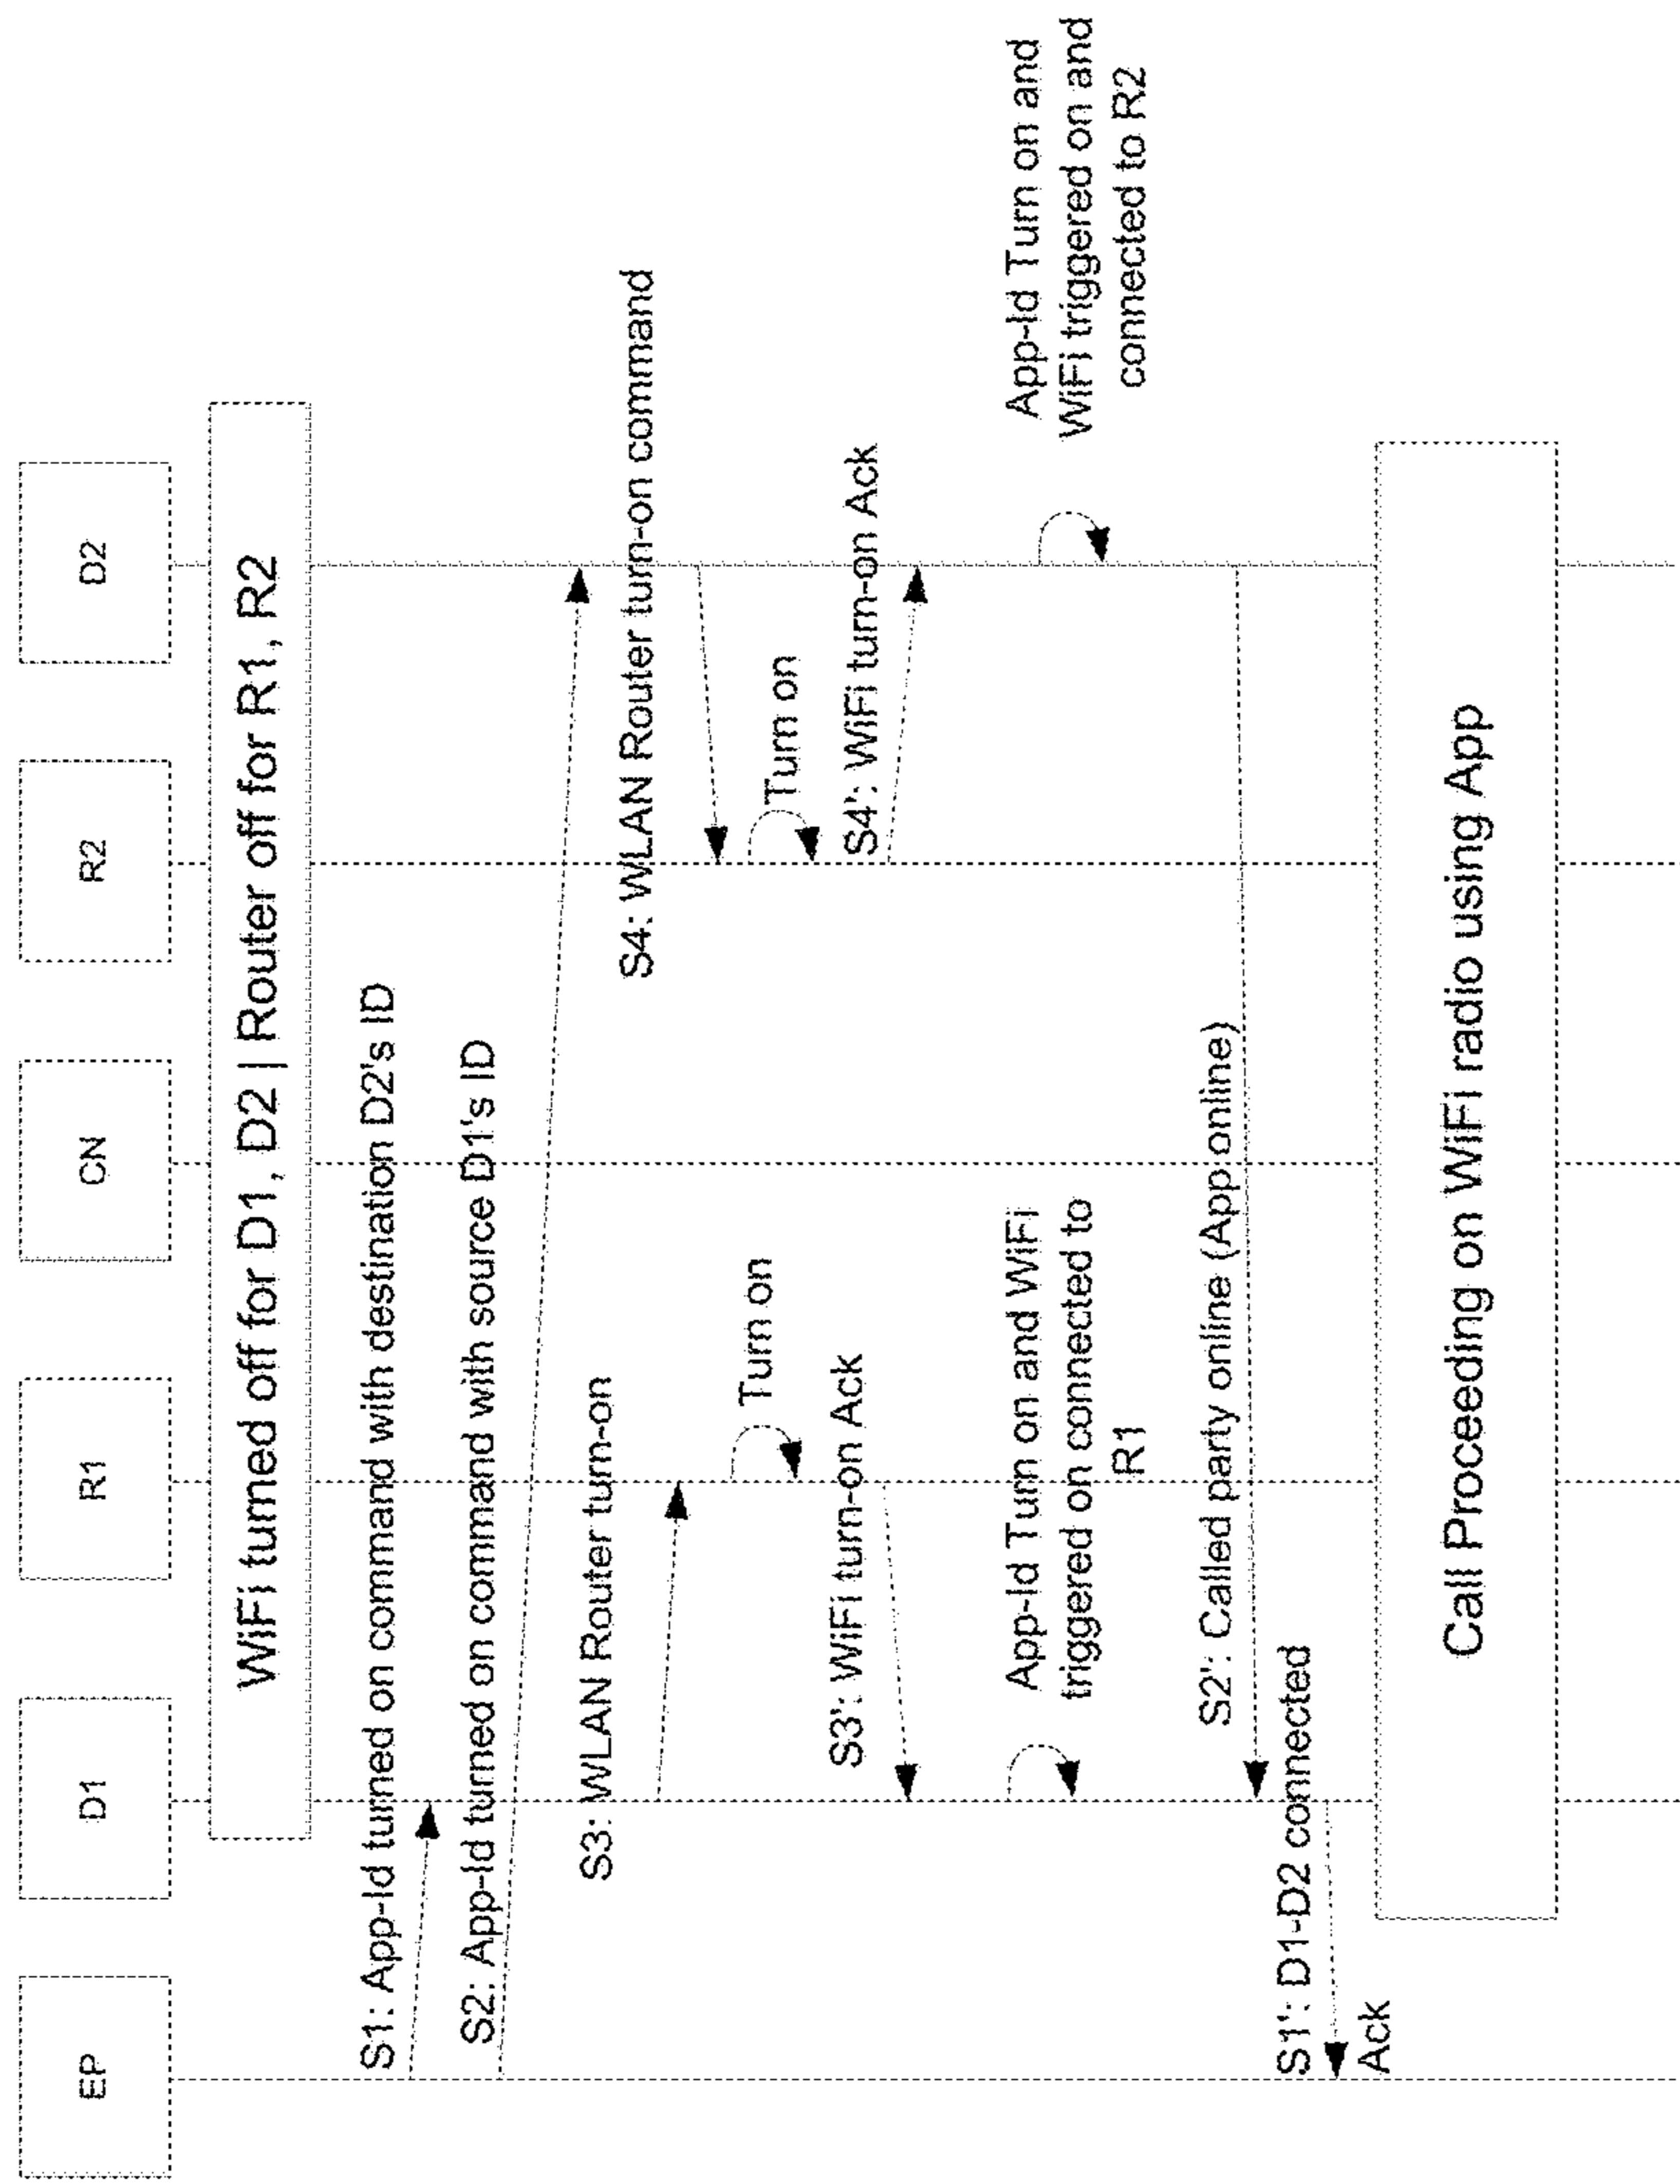 EP
D1
R1
CN
R2
D2
WiFi turned off for D1, D2 | Router off for R1, R2
S1: App-Id turned on command with destination D2's ID
S2: App-Id turned on command with source D1's ID
S3: WLAN Router turn-on
S4: WLAN Router turn-on command
Turn on
Turn on
S3': WiFi turn-on Ack
S4': WiFi turn-on Ack
App-Id Turn on and WiFi
triggered on connected to
R1
App-Id Turn on and
WiFi triggered on and
connected to R2
S2': Called party online (App online)
S1': D1-D2 connected
Ack
Call Proceeding on WiFi radio using App